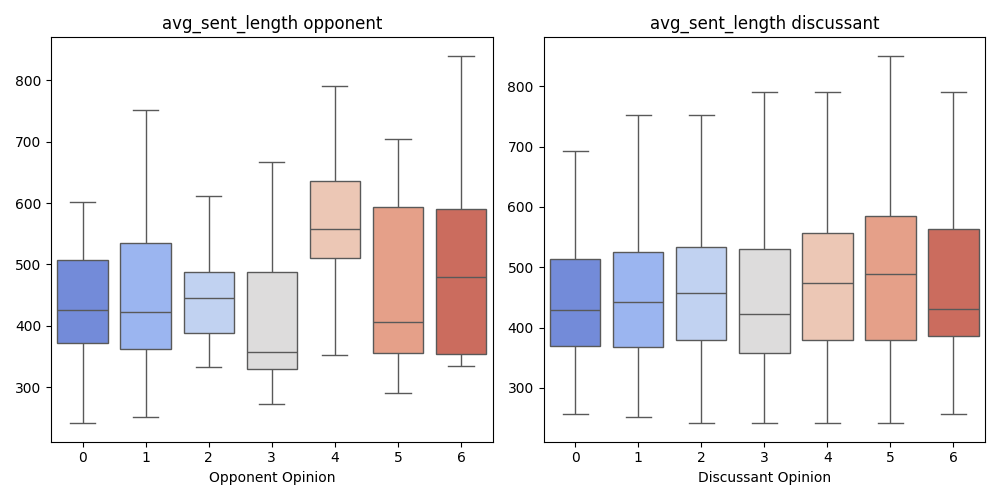 avg_sent_length opponent
800
700
600
500
400
300
0 1 2 3 4 5 6
Opponent Opinion
avg_sent_length discussant
800
700
600
500
400
300
0 1 2 3 4 5 6
Discussant Opinion